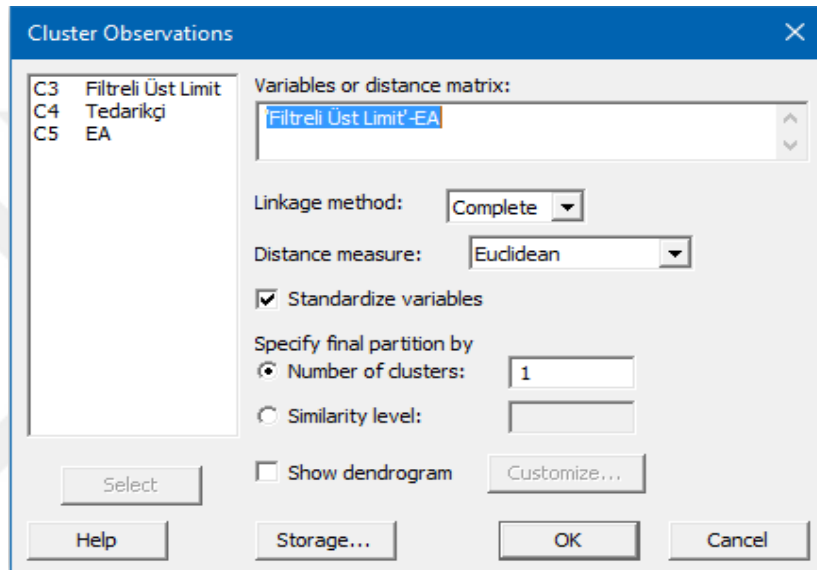 Cluster Observations
C3 Filtreli Üst Limit
C4 Tedarikçi
C5 EA
Variables or distance matrix:
'Filtreli Üst Limit'-EA
Linkage method: Complete
Distance measure: Euclidean
Standardize variables
Specify final partition by
Number of clusters: 1
Similarity level:
Show dendrogram Customize...
Select
Help Storage... OK Cancel